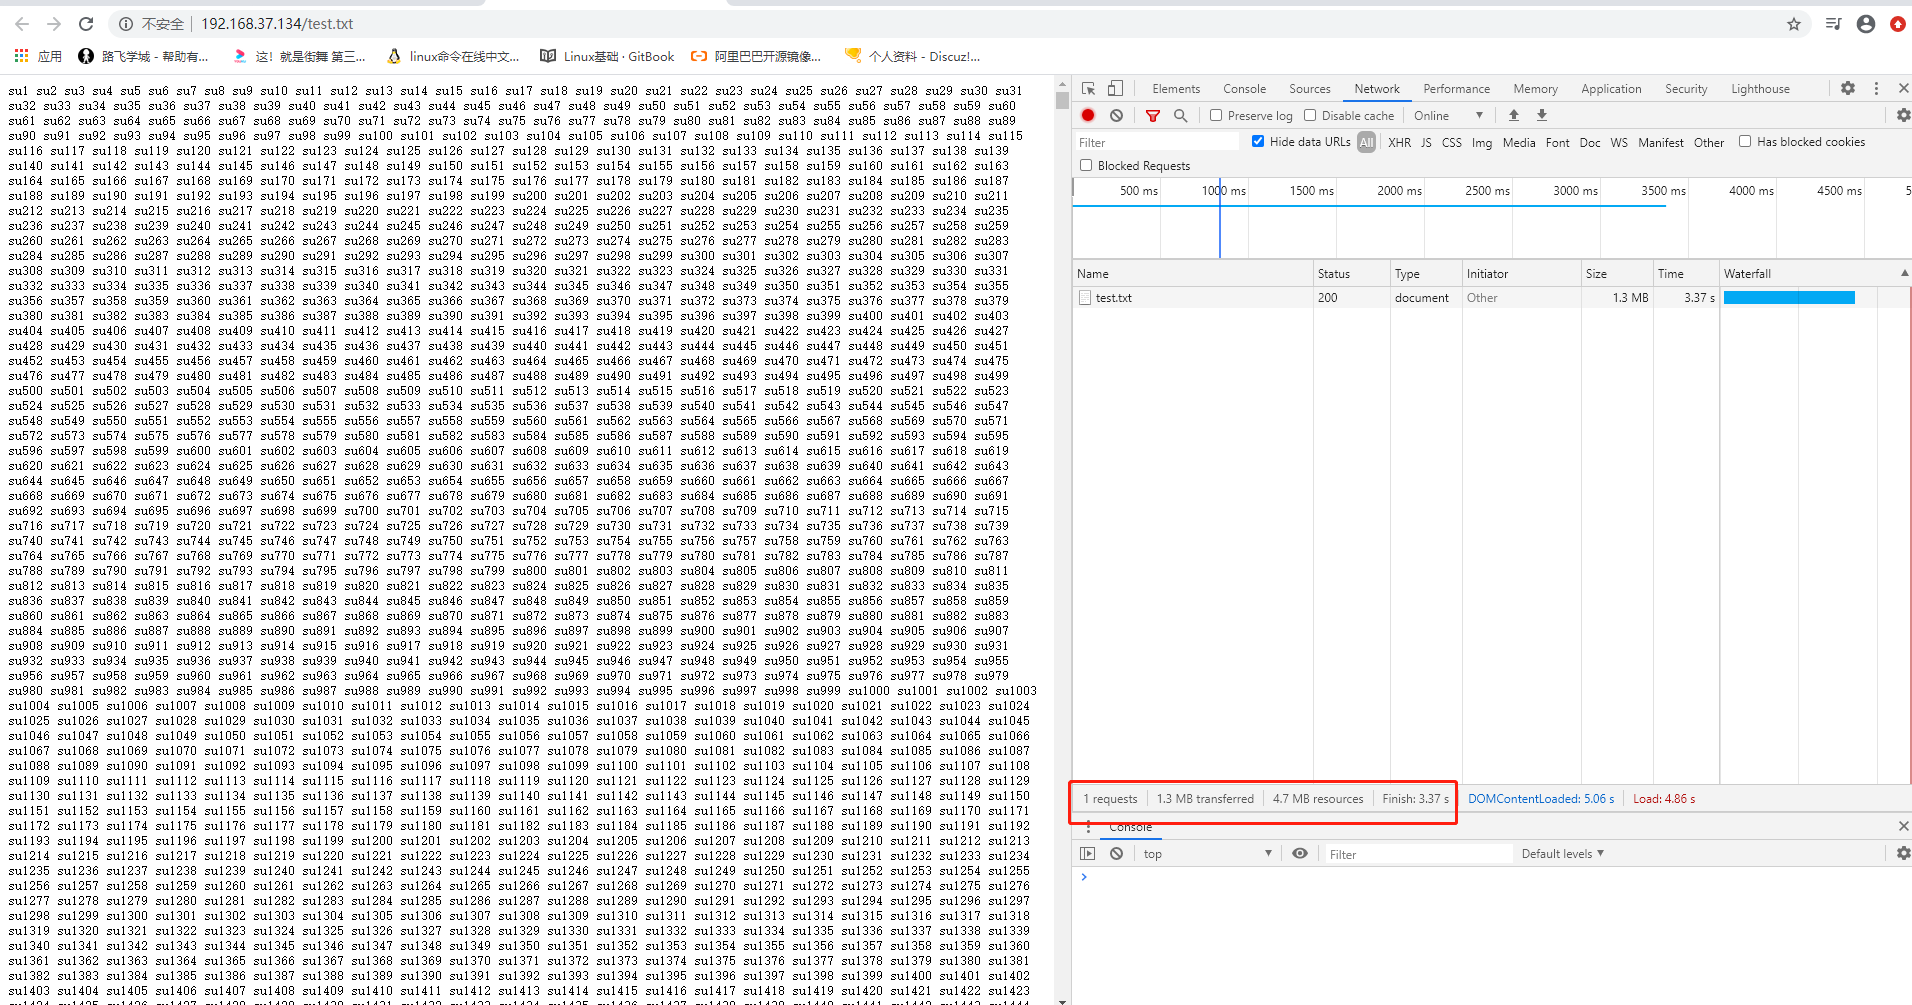 不安全 192.168.37.134/test.txt
应用 路飞学城 - 帮助有... 这！就是街舞 第三... linux命令在线中文... Linux基础 · GitBook 阿里巴巴开源镜像... 个人资料 - Discuz!...
su1 su2 su3 su4 su5 su6 su7 su8 su9 su10 su11 su12 su13 su14 su15 su16 su17 su18 su19 su20 su21 su22 su23 su24 su25 su26 su27 su28 su29 su30 su31
su32 su33 su34 su35 su36 su37 su38 su39 su40 su41 su42 su43 su44 su45 su46 su47 su48 su49 su50 su51 su52 su53 su54 su55 su56 su57 su58 su59 su60
su61 su62 su63 su64 su65 su66 su67 su68 su69 su70 su71 su72 su73 su74 su75 su76 su77 su78 su79 su80 su81 su82 su83 su84 su85 su86 su87 su88 su89
su90 su91 su92 su93 su94 su95 su96 su97 su98 su99 su100 su101 su102 su103 su104 su105 su106 su107 su108 su109 su110 su111 su112 su113 su114 su115
su116 su117 su118 su119 su120 su121 su122 su123 su124 su125 su126 su127 su128 su129 su130 su131 su132 su133 su134 su135 su136 su137 su138 su139
su140 su141 su142 su143 su144 su145 su146 su147 su148 su149 su150 su151 su152 su153 su154 su155 su156 su157 su158 su159 su160 su161 su162 su163
su164 su165 su166 su167 su168 su169 su170 su171 su172 su173 su174 su175 su176 su177 su178 su179 su180 su181 su182 su183 su184 su185 su186 su187
su188 su189 su190 su191 su192 su193 su194 su195 su196 su197 su198 su199 su200 su201 su202 su203 su204 su205 su206 su207 su208 su209 su210 su211
su212 su213 su214 su215 su216 su217 su218 su219 su220 su221 su222 su223 su224 su225 su226 su227 su228 su229 su230 su231 su232 su233 su234 su235
su236 su237 su238 su239 su240 su241 su242 su243 su244 su245 su246 su247 su248 su249 su250 su251 su252 su253 su254 su255 su256 su257 su258 su259
su260 su261 su262 su263 su264 su265 su266 su267 su268 su269 su270 su271 su272 su273 su274 su275 su276 su277 su278 su279 su280 su281 su282 su283
su284 su285 su286 su287 su288 su289 su290 su291 su292 su293 su294 su295 su296 su297 su298 su299 su300 su301 su302 su303 su304 su305 su306 su307
su308 su309 su310 su311 su312 su313 su314 su315 su316 su317 su318 su319 su320 su321 su322 su323 su324 su325 su326 su327 su328 su329 su330 su331
su332 su333 su334 su335 su336 su337 su338 su339 su340 su341 su342 su343 su344 su345 su346 su347 su348 su349 su350 su351 su352 su353 su354 su355
su356 su357 su358 su359 su360 su361 su362 su363 su364 su365 su366 su367 su368 su369 su370 su371 su372 su373 su374 su375 su376 su377 su378 su379
su380 su381 su382 su383 su384 su385 su386 su387 su388 su389 su390 su391 su392 su393 su394 su395 su396 su397 su398 su399 su400 su401 su402 su403
su404 su405 su406 su407 su408 su409 su410 su411 su412 su413 su414 su415 su416 su417 su418 su419 su420 su421 su422 su423 su424 su425 su426 su427
su428 su429 su430 su431 su432 su433 su434 su435 su436 su437 su438 su439 su440 su441 su442 su443 su444 su445 su446 su447 su448 su449 su450 su451
su452 su453 su454 su455 su456 su457 su458 su459 su460 su461 su462 su463 su464 su465 su466 su467 su468 su469 su470 su471 su472 su473 su474 su475
su476 su477 su478 su479 su480 su481 su482 su483 su484 su485 su486 su487 su488 su489 su490 su491 su492 su493 su494 su495 su496 su497 su498 su499
su500 su501 su502 su503 su504 su505 su506 su507 su508 su509 su510 su511 su512 su513 su514 su515 su516 su517 su518 su519 su520 su521 su522 su523
su524 su525 su526 su527 su528 su529 su530 su531 su532 su533 su534 su535 su536 su537 su538 su539 su540 su541 su542 su543 su544 su545 su546 su547
su548 su549 su550 su551 su552 su553 su554 su555 su556 su557 su558 su559 su560 su561 su562 su563 su564 su565 su566 su567 su568 su569 su570 su571
su572 su573 su574 su575 su576 su577 su578 su579 su580 su581 su582 su583 su584 su585 su586 su587 su588 su589 su590 su591 su592 su593 su594 su595
su596 su597 su598 su599 su600 su601 su602 su603 su604 su605 su606 su607 su608 su609 su610 su611 su612 su613 su614 su615 su616 su617 su618 su619
su620 su621 su622 su623 su624 su625 su626 su627 su628 su629 su630 su631 su632 su633 su634 su635 su636 su637 su638 su639 su640 su641 su642 su643
su644 su645 su646 su647 su648 su649 su650 su651 su652 su653 su654 su655 su656 su657 su658 su659 su660 su661 su662 su663 su664 su665 su666 su667
su668 su669 su670 su671 su672 su673 su674 su675 su676 su677 su678 su679 su680 su681 su682 su683 su684 su685 su686 su687 su688 su689 su690 su691
su692 su693 su694 su695 su696 su697 su698 su699 su700 su701 su702 su703 su704 su705 su706 su707 su708 su709 su710 su711 su712 su713 su714 su715
su716 su717 su718 su719 su720 su721 su722 su723 su724 su725 su726 su727 su728 su729 su730 su731 su732 su733 su734 su735 su736 su737 su738 su739
su740 su741 su742 su743 su744 su745 su746 su747 su748 su749 su750 su751 su752 su753 su754 su755 su756 su757 su758 su759 su760 su761 su762 su763
su764 su765 su766 su767 su768 su769 su770 su771 su772 su773 su774 su775 su776 su777 su778 su779 su780 su781 su782 su783 su784 su785 su786 su787
su788 su789 su790 su791 su792 su793 su794 su795 su796 su797 su798 su799 su800 su801 su802 su803 su804 su805 su806 su807 su808 su809 su810 su811
su812 su813 su814 su815 su816 su817 su818 su819 su820 su821 su822 su823 su824 su825 su826 su827 su828 su829 su830 su831 su832 su833 su834 su835
su836 su837 su838 su839 su840 su841 su842 su843 su844 su845 su846 su847 su848 su849 su850 su851 su852 su853 su854 su855 su856 su857 su858 su859
su860 su861 su862 su863 su864 su865 su866 su867 su868 su869 su870 su871 su872 su873 su874 su875 su876 su877 su878 su879 su880 su881 su882 su883
su884 su885 su886 su887 su888 su889 su890 su891 su892 su893 su894 su895 su896 su897 su898 su899 su900 su901 su902 su903 su904 su905 su906 su907
su908 su909 su910 su911 su912 su913 su914 su915 su916 su917 su918 su919 su920 su921 su922 su923 su924 su925 su926 su927 su928 su929 su930 su931
su932 su933 su934 su935 su936 su937 su938 su939 su940 su941 su942 su943 su944 su945 su946 su947 su948 su949 su950 su951 su952 su953 su954 su955
su956 su957 su958 su959 su960 su961 su962 su963 su964 su965 su966 su967 su968 su969 su970 su971 su972 su973 su974 su975 su976 su977 su978 su979
su980 su981 su982 su983 su984 su985 su986 su987 su988 su989 su990 su991 su992 su993 su994 su995 su996 su997 su998 su999 su1000 su1001 su1002 su1003
su1004 su1005 su1006 su1007 su1008 su1009 su1010 su1011 su1012 su1013 su1014 su1015 su1016 su1017 su1018 su1019 su1020 su1021 su1022 su1023 su1024
su1025 su1026 su1027 su1028 su1029 su1030 su1031 su1032 su1033 su1034 su1035 su1036 su1037 su1038 su1039 su1040 su1041 su1042 su1043 su1044 su1045
su1046 su1047 su1048 su1049 su1050 su1051 su1052 su1053 su1054 su1055 su1056 su1057 su1058 su1059 su1060 su1061 su1062 su1063 su1064 su1065 su1066
su1067 su1068 su1069 su1070 su1071 su1072 su1073 su1074 su1075 su1076 su1077 su1078 su1079 su1080 su1081 su1082 su1083 su1084 su1085 su1086 su1087
su1088 su1089 su1090 su1091 su1092 su1093 su1094 su1095 su1096 su1097 su1098 su1099 su1100 su1101 su1102 su1103 su1104 su1105 su1106 su1107 su1108
su1109 su1110 su1111 su1112 su1113 su1114 su1115 su1116 su1117 su1118 su1119 su1120 su1121 su1122 su1123 su1124 su1125 su1126 su1127 su1128 su1129
su1130 su1131 su1132 su1133 su1134 su1135 su1136 su1137 su1138 su1139 su1140 su1141 su1142 su1143 su1144 su1145 su1146 su1147 su1148 su1149 su1150
su1151 su1152 su1153 su1154 su1155 su1156 su1157 su1158 su1159 su1160 su1161 su1162 su1163 su1164 su1165 su1166 su1167 su1168 su1169 su1170 su1171
su1172 su1173 su1174 su1175 su1176 su1177 su1178 su1179 su1180 su1181 su1182 su1183 su1184 su1185 su1186 su1187 su1188 su1189 su1190 su1191 su1192
su1193 su1194 su1195 su1196 su1197 su1198 su1199 su1200 su1201 su1202 su1203 su1204 su1205 su1206 su1207 su1208 su1209 su1210 su1211 su1212 su1213
su1214 su1215 su1216 su1217 su1218 su1219 su1220 su1221 su1222 su1223 su1224 su1225 su1226 su1227 su1228 su1229 su1230 su1231 su1232 su1233 su1234
su1235 su1236 su1237 su1238 su1239 su1240 su1241 su1242 su1243 su1244 su1245 su1246 su1247 su1248 su1249 su1250 su1251 su1252 su1253 su1254 su1255
su1256 su1257 su1258 su1259 su1260 su1261 su1262 su1263 su1264 su1265 su1266 su1267 su1268 su1269 su1270 su1271 su1272 su1273 su1274 su1275 su1276
su1277 su1278 su1279 su1280 su1281 su1282 su1283 su1284 su1285 su1286 su1287 su1288 su1289 su1290 su1291 su1292 su1293 su1294 su1295 su1296 su1297
su1298 su1299 su1300 su1301 su1302 su1303 su1304 su1305 su1306 su1307 su1308 su1309 su1310 su1311 su1312 su1313 su1314 su1315 su1316 su1317 su1318
su1319 su1320 su1321 su1322 su1323 su1324 su1325 su1326 su1327 su1328 su1329 su1330 su1331 su1332 su1333 su1334 su1335 su1336 su1337 su1338 su1339
su1340 su1341 su1342 su1343 su1344 su1345 su1346 su1347 su1348 su1349 su1350 su1351 su1352 su1353 su1354 su1355 su1356 su1357 su1358 su1359 su1360
su1361 su1362 su1363 su1364 su1365 su1366 su1367 su1368 su1369 su1370 su1371 su1372 su1373 su1374 su1375 su1376 su1377 su1378 su1379 su1380 su1381
su1382 su1383 su1384 su1385 su1386 su1387 su1388 su1389 su1390 su1391 su1392 su1393 su1394 su1395 su1396 su1397 su1398 su1399 su1400 su1401 su1402
su1403 su1404 su1405 su1406 su1407 su1408 su1409 su1410 su1411 su1412 su1413 su1414 su1415 su1416 su1417 su1418 su1419 su1420 su1421 su1422 su1423
Elements Console Sources Network Performance Memory Application Security Lighthouse
Preserve log Disable cache Online
Filter Hide data URLs All XHR JS CSS Img Media Font Doc WS Manifest Other Has blocked cookies
Blocked Requests
500 ms 1000 ms 1500 ms 2000 ms 2500 ms 3000 ms 3500 ms 4000 ms 4500 ms 5
Name Status Type Initiator Size Time Waterfall
test.txt 200 document Other 1.3 MB 3.37 s
1 requests 1.3 MB transferred 4.7 MB resources Finish: 3.37 s DOMContentLoaded: 5.06 s Load: 4.86 s
Console
top Filter Default levels